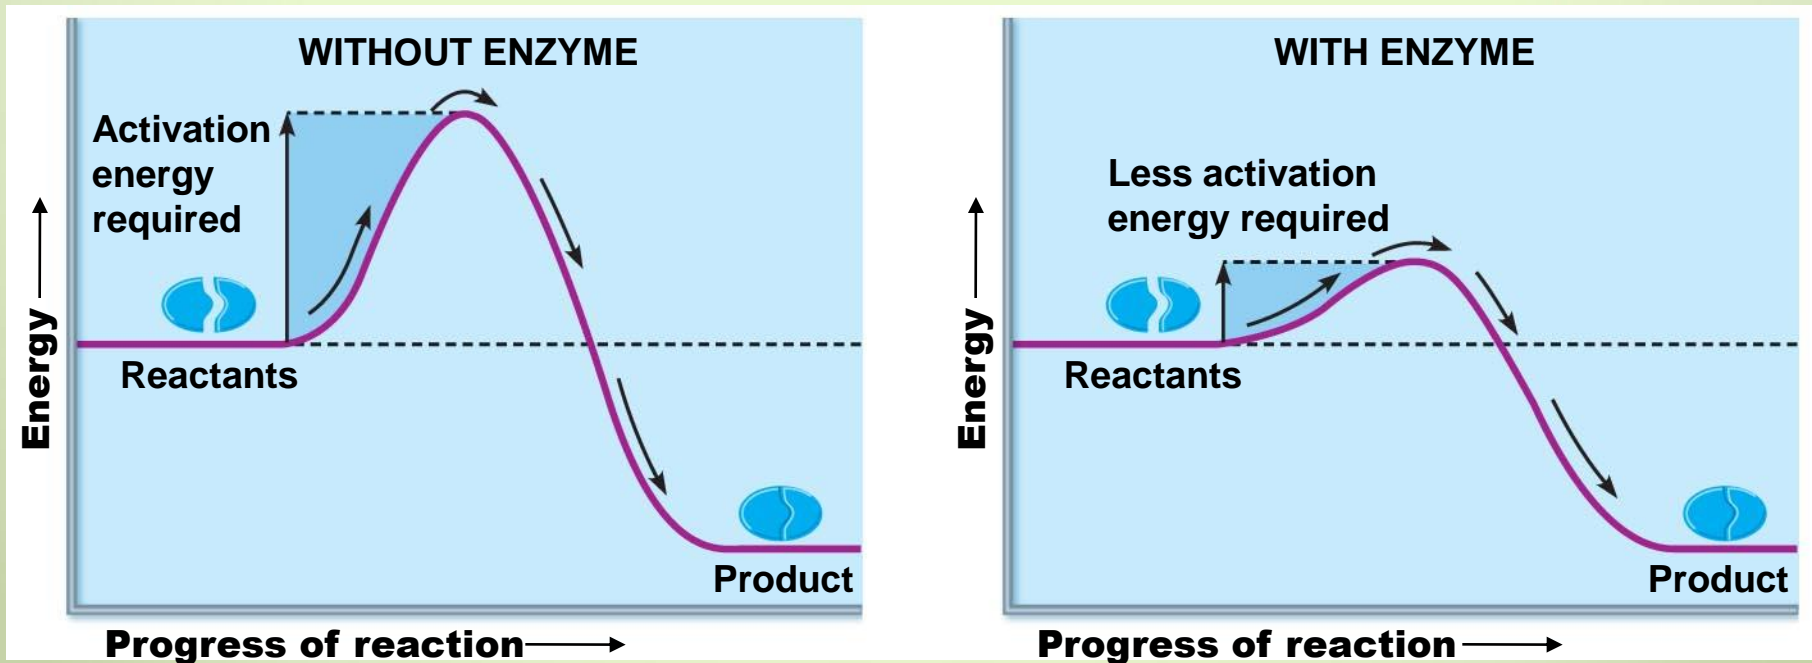 WITHOUT ENZYME
Activation
energy
required
Reactants
Product
Energy
Progress of reaction
WITH ENZYME
Less activation
energy required
Reactants
Product
Energy
Progress of reaction